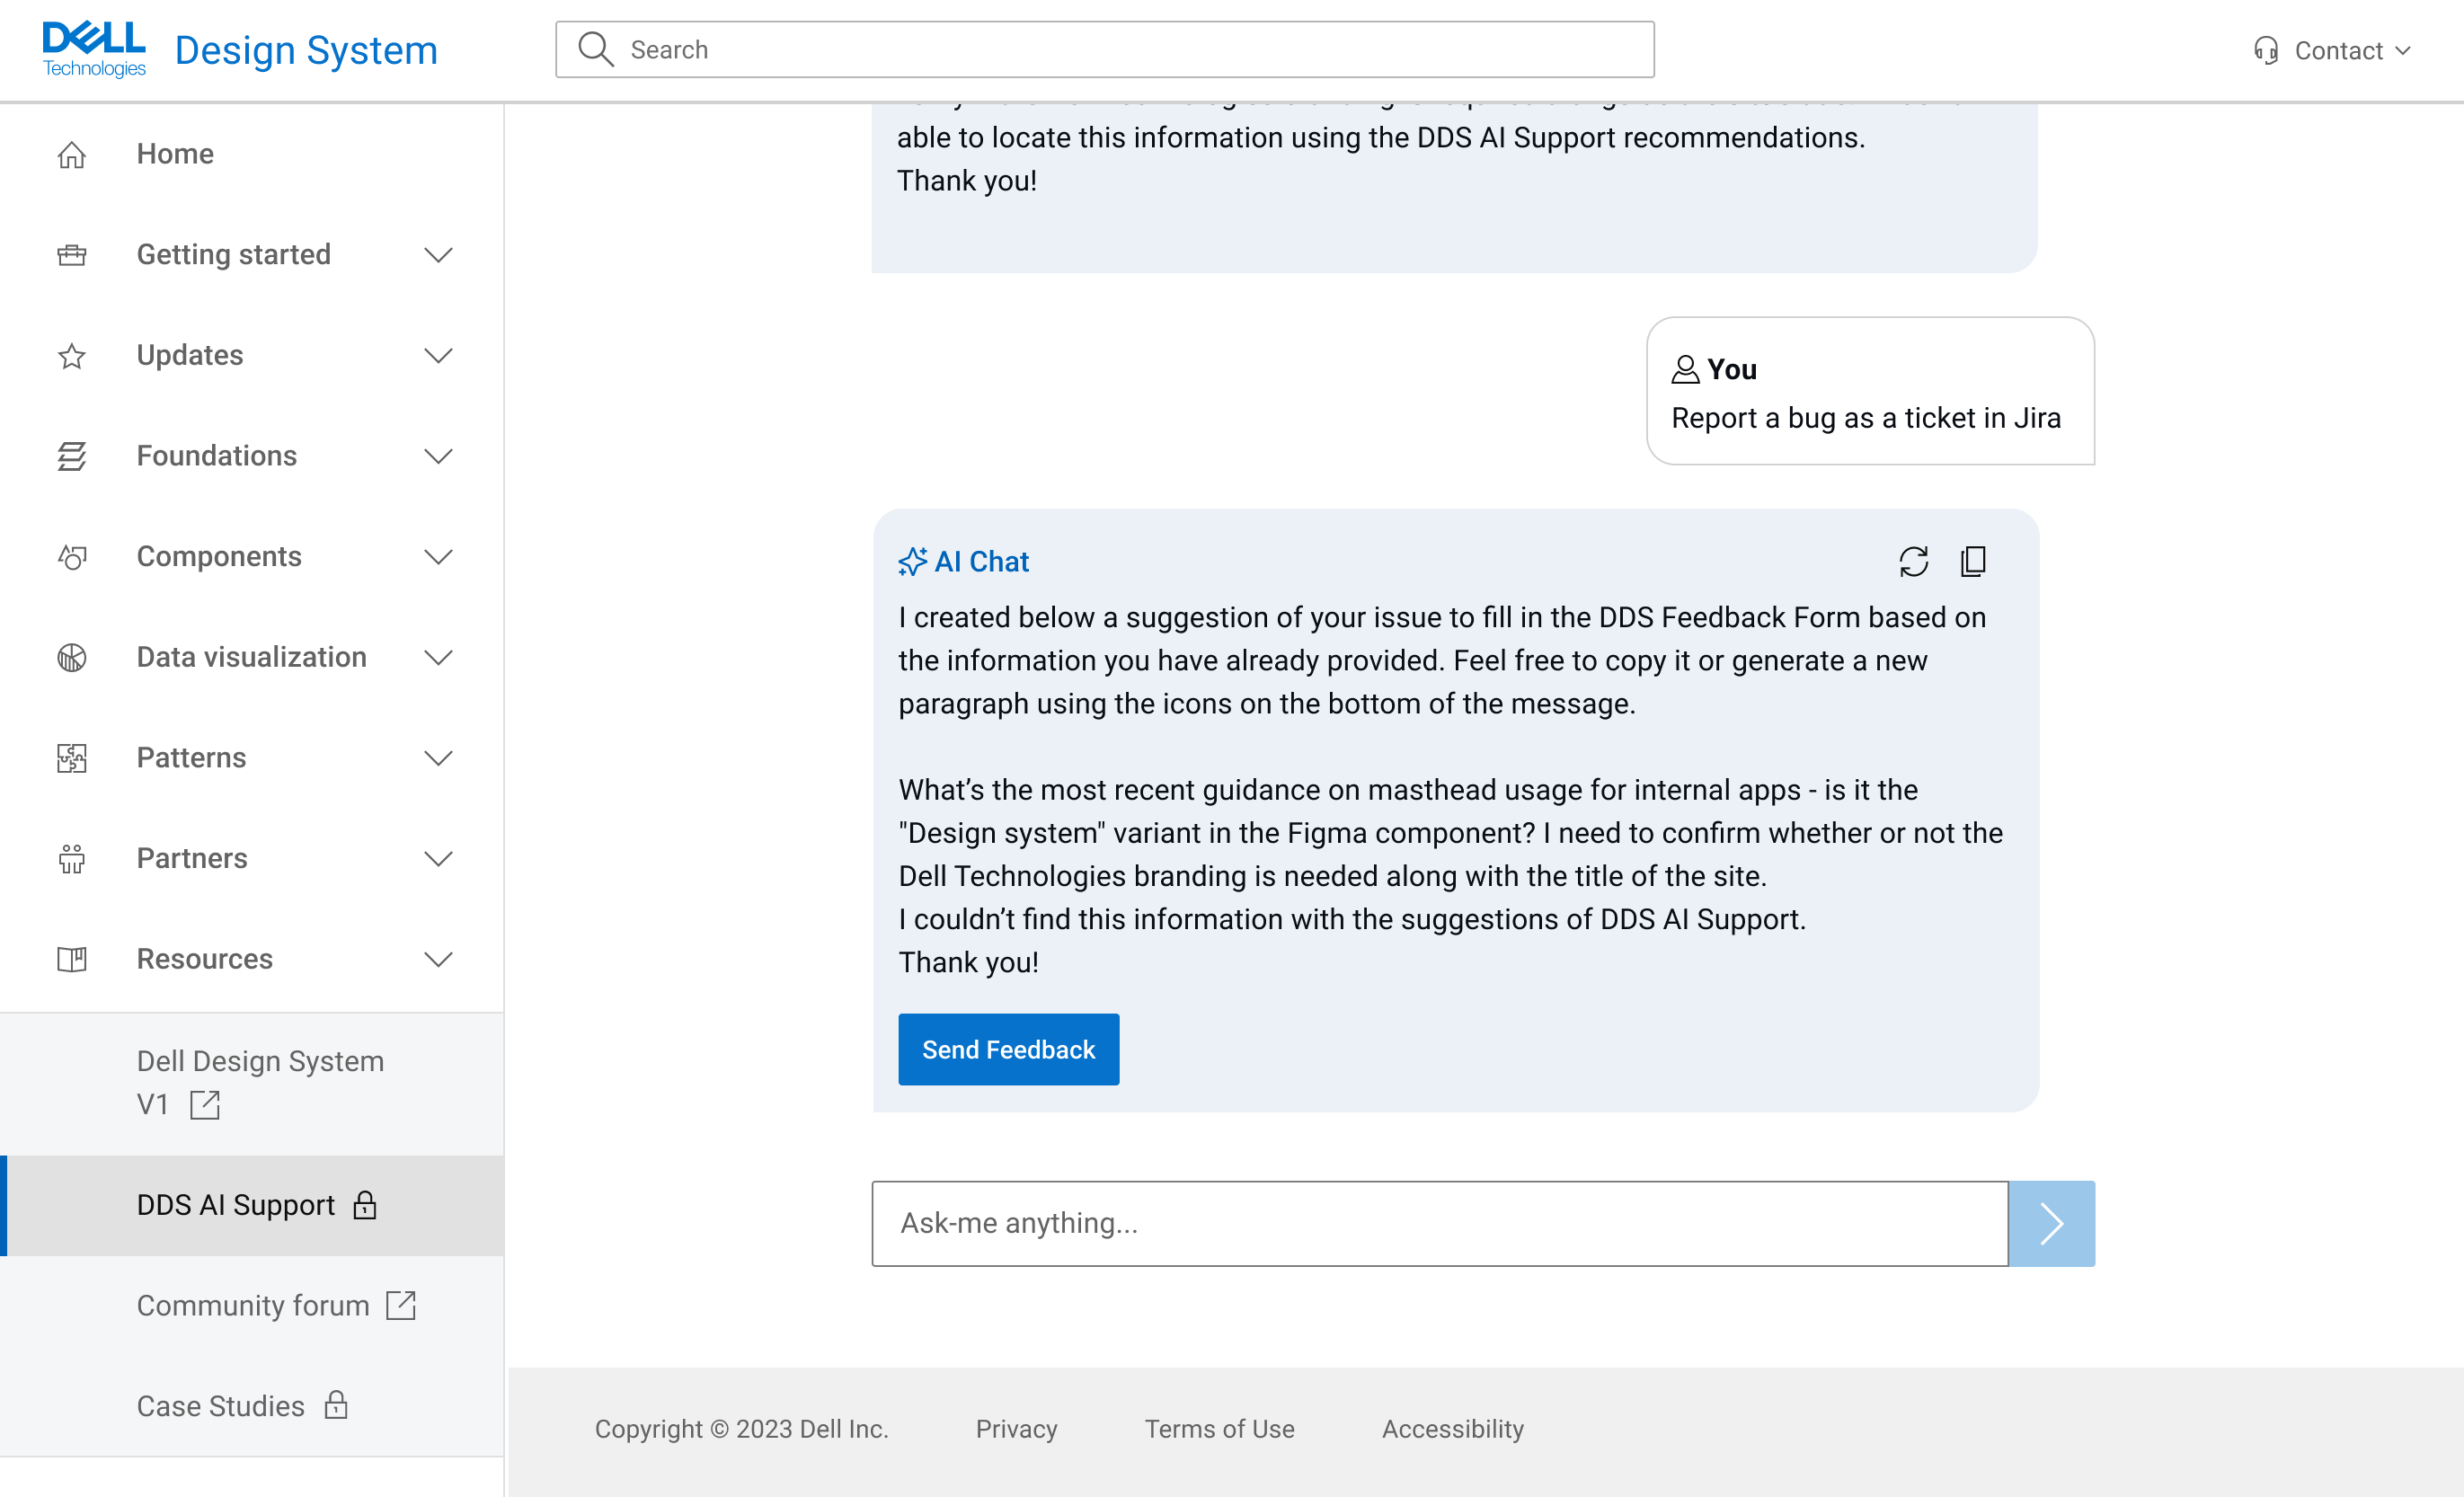 DELL
Technologies
Design System
Search
Contact
Home
Getting started
Updates
Foundations
Components
Data visualization
Patterns
Partners
Resources
Dell Design System
V1
DDS AI Support
Community forum
Case Studies
able to locate this information using the DDS AI Support recommendations.
Thank you!
You
Report a bug as a ticket in Jira
AI Chat
I created below a suggestion of your issue to fill in the DDS Feedback Form based on
the information you have already provided. Feel free to copy it or generate a new
paragraph using the icons on the bottom of the message.
What’s the most recent guidance on masthead usage for internal apps - is it the
"Design system" variant in the Figma component? I need to confirm whether or not the
Dell Technologies branding is needed along with the title of the site.
I couldn’t find this information with the suggestions of DDS AI Support.
Thank you!
Send Feedback
Ask-me anything...
Copyright © 2023 Dell Inc.
Privacy
Terms of Use
Accessibility